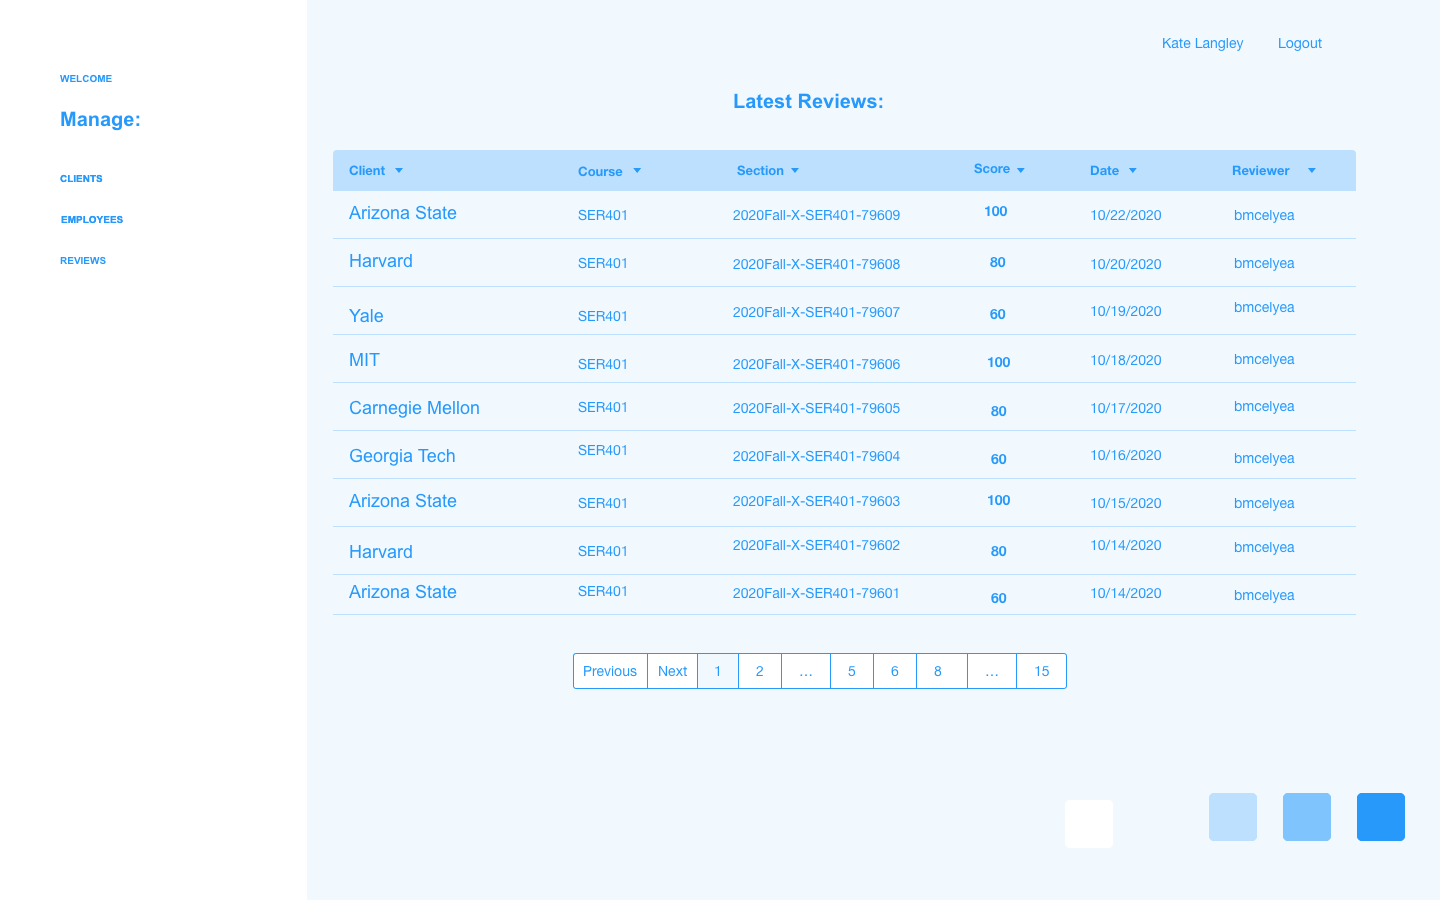 Kate Langley Logout
WELCOME
Manage:
CLIENTS
EMPLOYEES
REVIEWS
Latest Reviews:
Client Course Section Score Date Reviewer
Arizona State SER401 2020Fall-X-SER401-79609 100 10/22/2020 bmcelyea
Harvard SER401 2020Fall-X-SER401-79608 80 10/20/2020 bmcelyea
Yale SER401 2020Fall-X-SER401-79607 60 10/19/2020 bmcelyea
MIT SER401 2020Fall-X-SER401-79606 100 10/18/2020 bmcelyea
Carnegie Mellon SER401 2020Fall-X-SER401-79605 80 10/17/2020 bmcelyea
Georgia Tech SER401 2020Fall-X-SER401-79604 60 10/16/2020 bmcelyea
Arizona State SER401 2020Fall-X-SER401-79603 100 10/15/2020 bmcelyea
Harvard SER401 2020Fall-X-SER401-79602 80 10/14/2020 bmcelyea
Arizona State SER401 2020Fall-X-SER401-79601 60 10/14/2020 bmcelyea
Previous Next 1 2 … 5 6 8 … 15